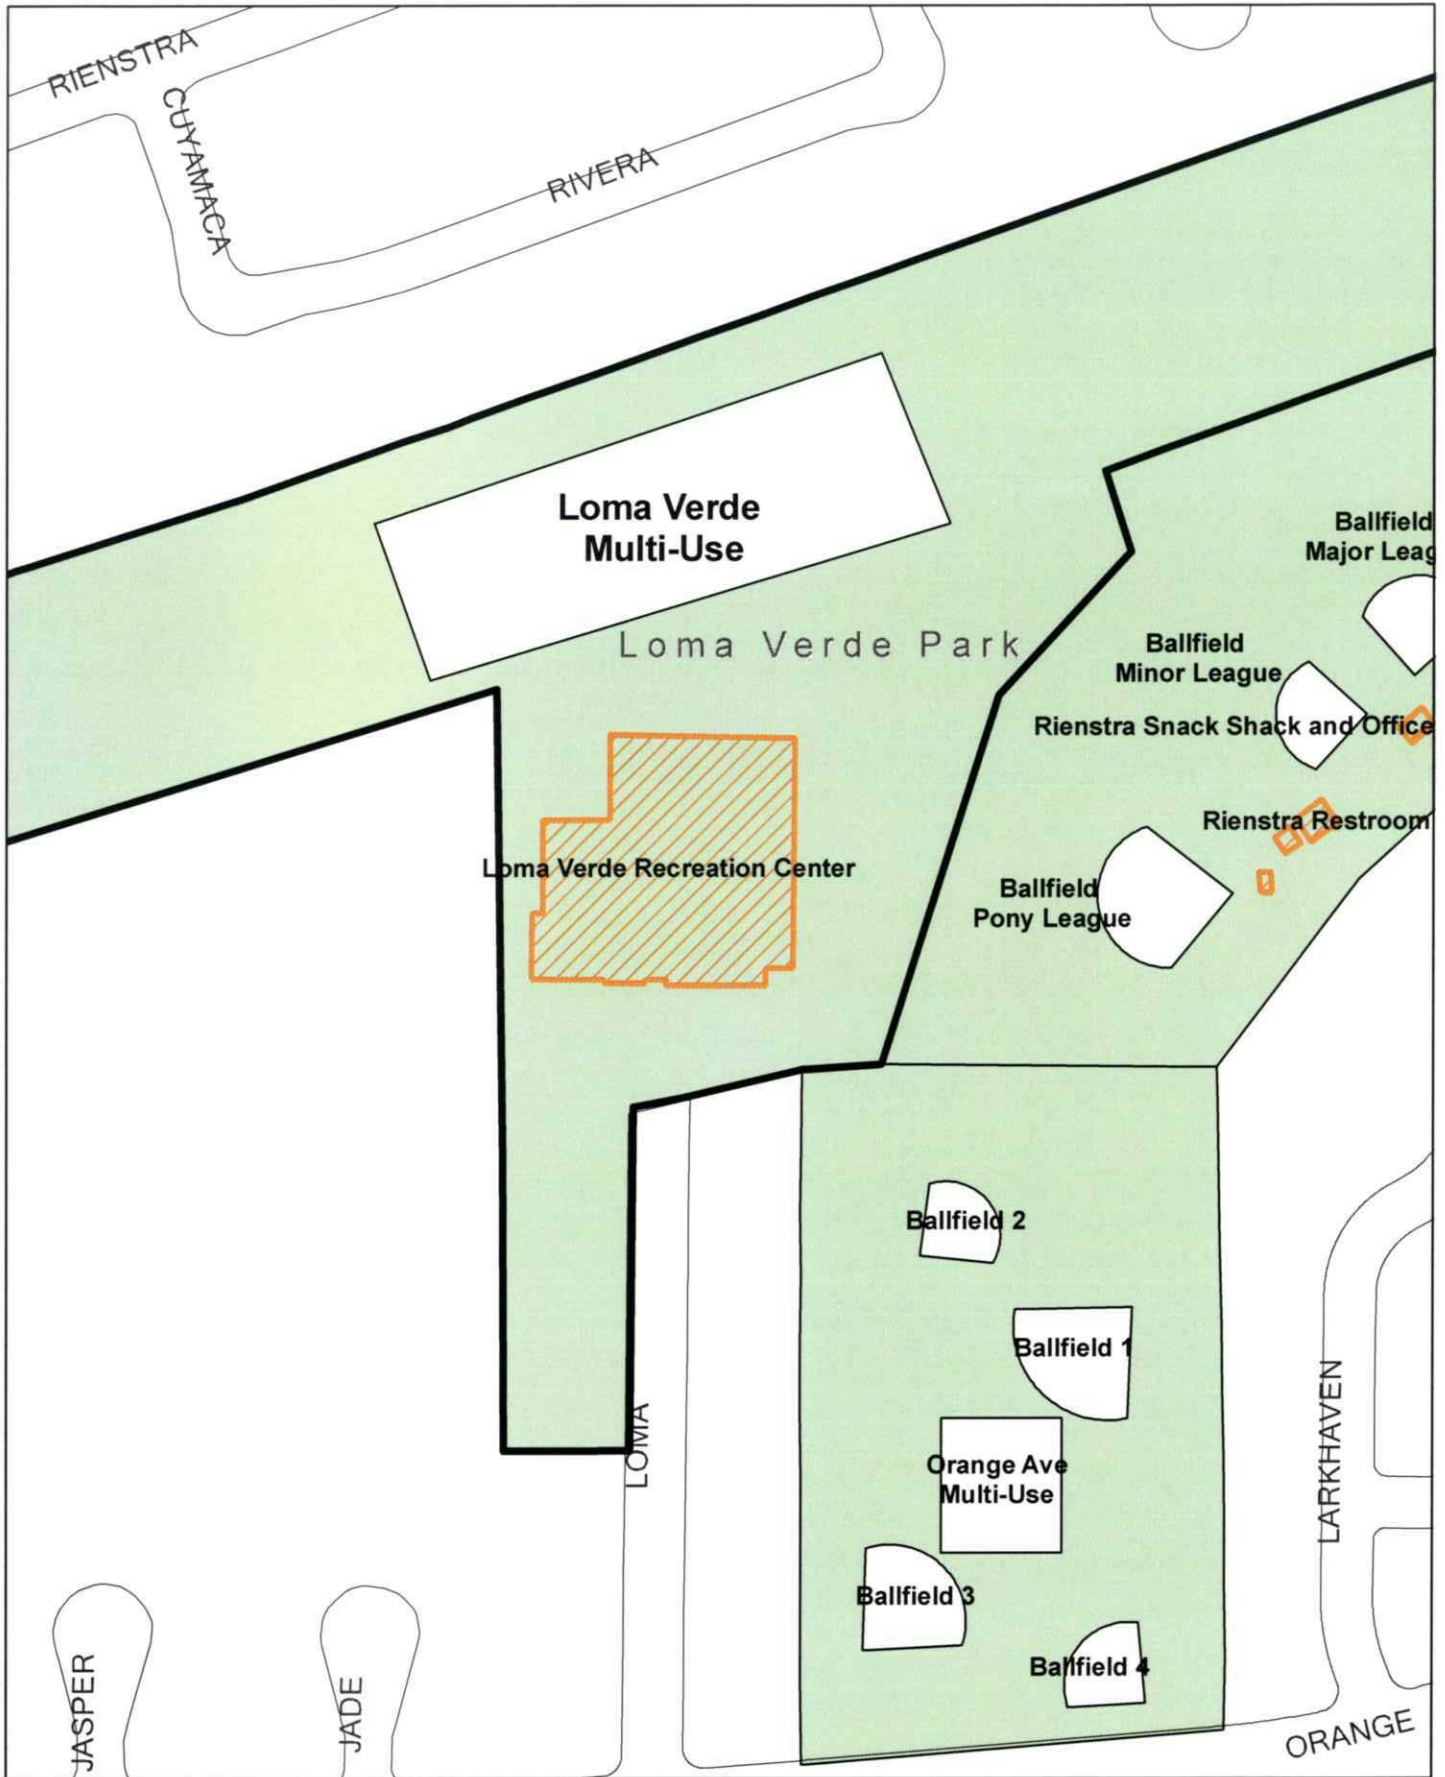 RIENSTRA
CUYAMACA
RIVERA
Loma Verde
Multi-Use
Ballfield
Major Leag
Loma Verde Park
Ballfield
Minor League
Rienstra Snack Shack and Office
Rienstra Restroom
Loma Verde Recreation Center
Ballfield
Pony League
Ballfield 2
Ballfield 1
LOMA
LARKHAVEN
Orange Ave
Multi-Use
Ballfield 3
Ballfield 4
JASPER
JADE
ORANGE